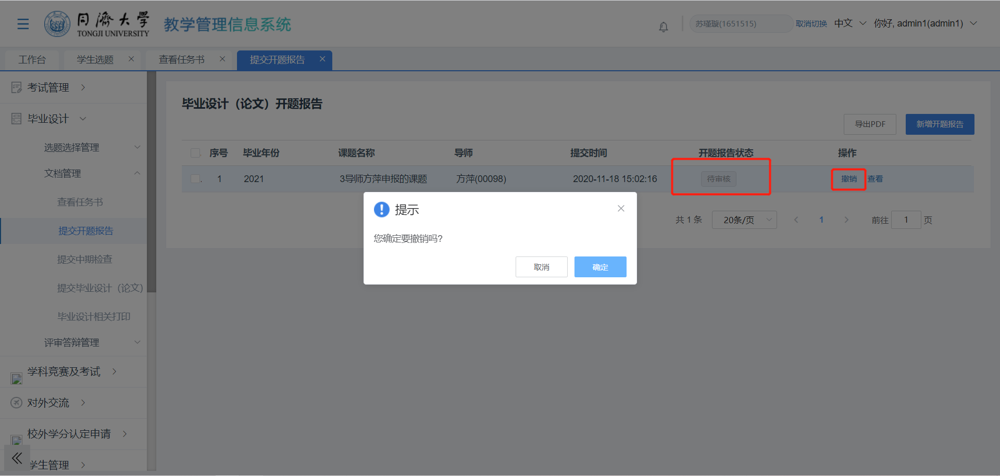 同濟大學
TONGJI UNIVERSITY
教学管理信息系统
苏瑾璇(1651515)
取消切换
中文
你好, admin1(admin1)
工作台
学生选题
查看任务书
提交开题报告
考试管理
毕业设计
选题选择管理
文档管理
查看任务书
提交开题报告
提交中期检查
提交毕业设计（论文）
毕业设计相关打印
评审答辩管理
学科竞赛及考试
对外交流
校外学分认定申请
学生管理
毕业设计（论文）开题报告
导出PDF
新增开题报告
序号 毕业年份 课题名称 导师 提交时间 开题报告状态 操作
1 2021 3导师方萍申报的课题 方萍(00098) 2020-11-18 15:02:16 待审核 撤销 查看
共 1 条 20条/页 1 前往 1 页
提示
您确定要撤销吗?
取消
确定